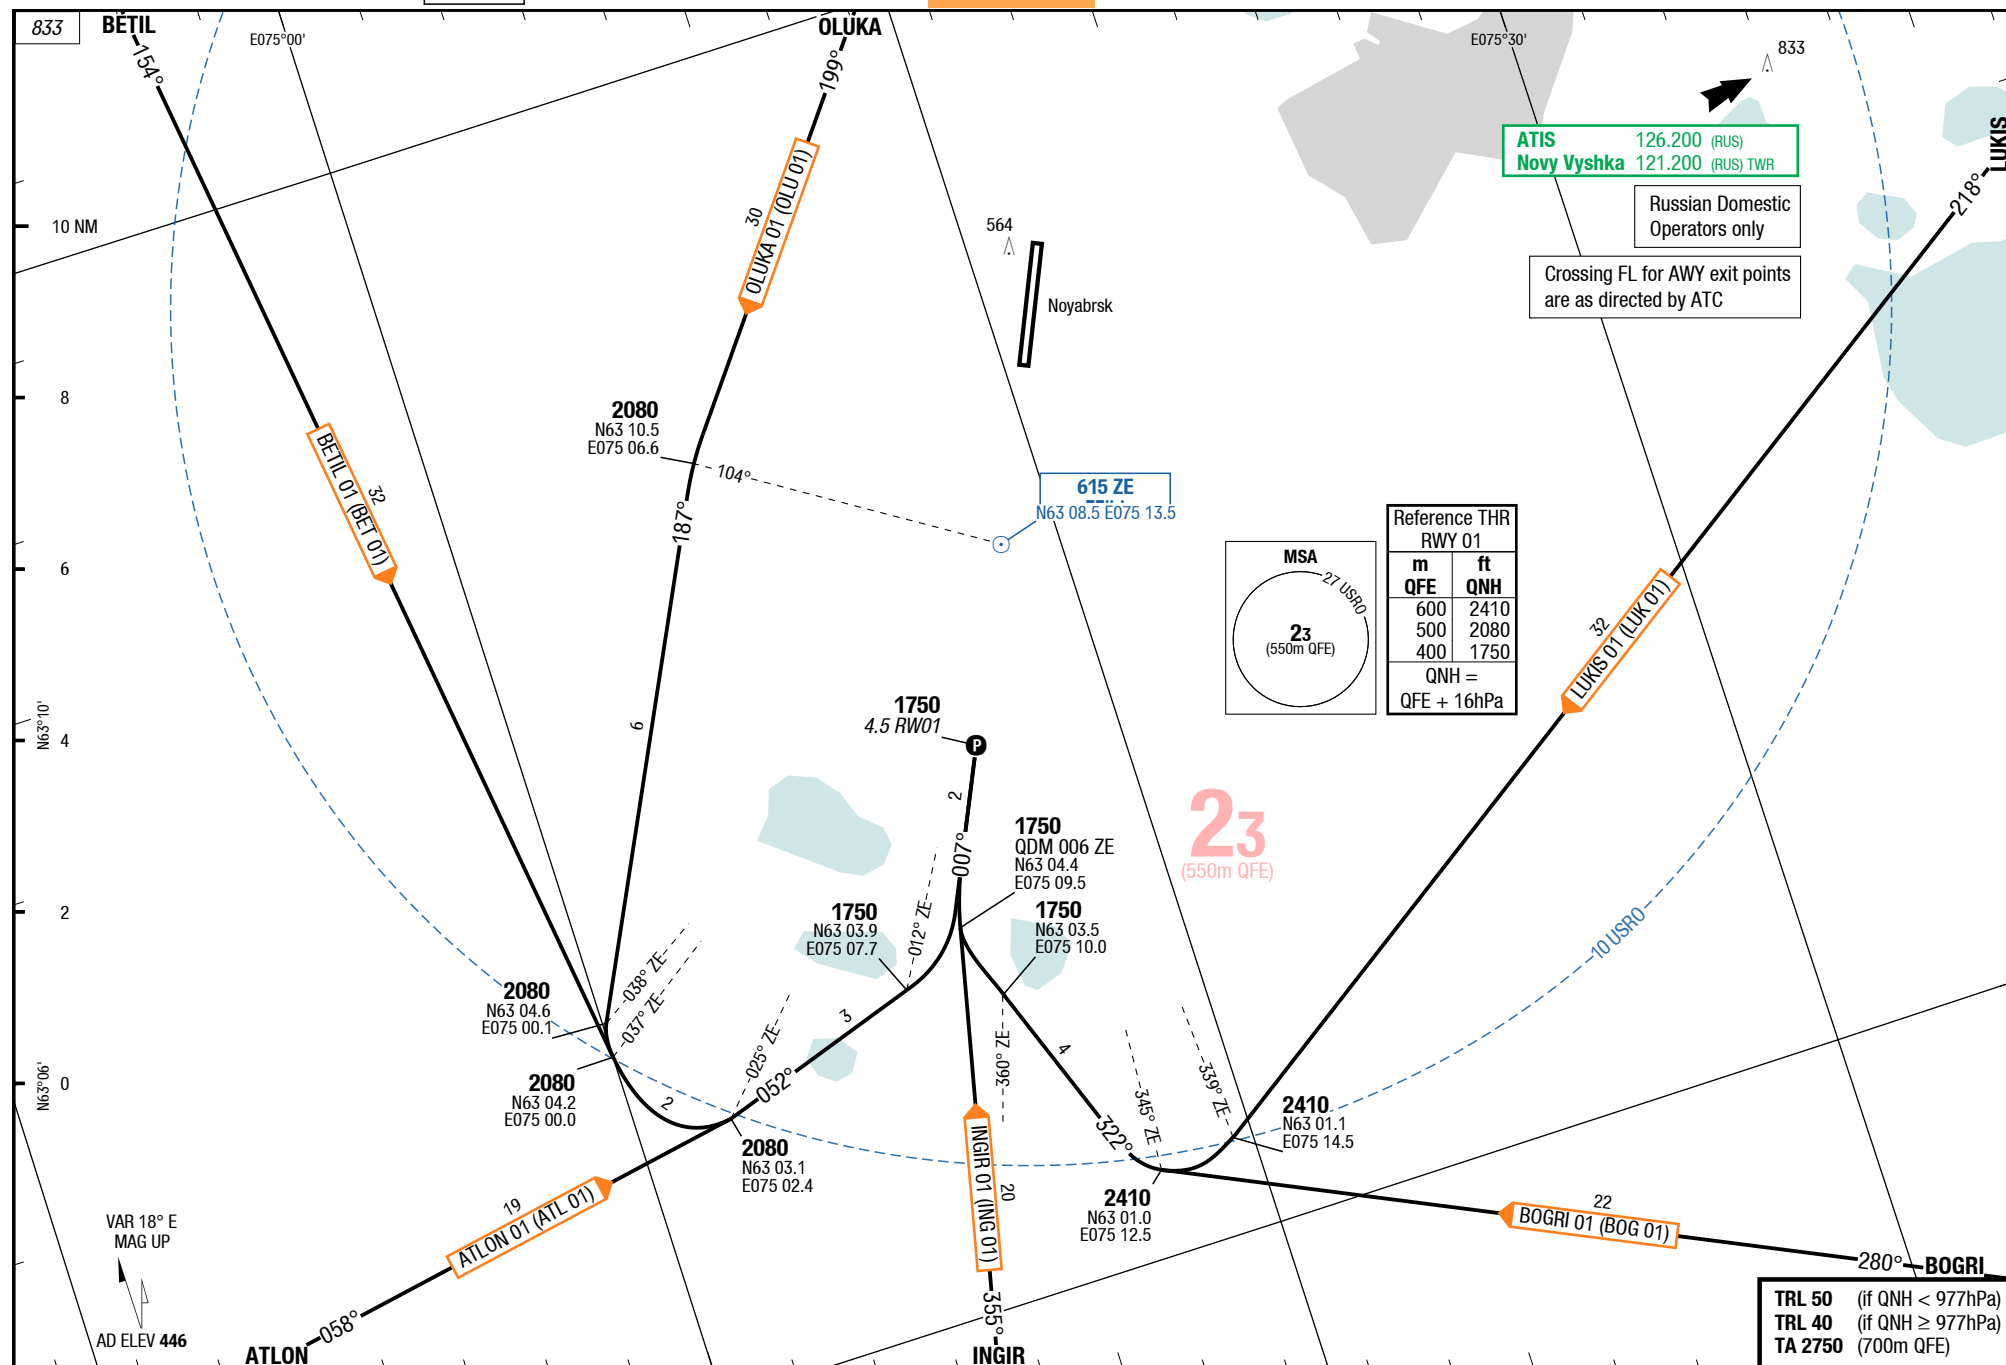 833
BETIL
154°
E075°00'
OLUKA
199°
E075°30'
833
ATIS 126.200 (RUS)
Novy Vyshka 121.200 (RUS) TWR
LUKIS
218°
Russian Domestic
Operators only
Crossing FL for AWY exit points
are as directed by ATC
10 NM
30
OLUKA 01 (OLU 01)
564
Noyabrsk
8
2080
N63 10.5
E075 06.6
104°
32
BETIL 01 (BET 01)
187°
615 ZE
N63 08.5 E075 13.5
6
MSA
27 USRO
23
(550m QFE)
Reference THR
RWY 01
m ft
QFE QNH
600 2410
500 2080
400 1750
QNH =
QFE + 16hPa
32
LUKIS 01 (LUK 01)
N63°10'
4
6
1750
4.5 RW01
P
2
007°
23
(550m QFE)
1750
QDM 006 ZE
N63 04.4
E075 09.5
2
1750
N63 03.9
E075 07.7
012° ZE
1750
N63 03.5
E075 10.0
10 USRO
2080
N63 04.6
E075 00.1
038° ZE
037° ZE
025° ZE
3
360° ZE
4
N63°06'
0
2080
N63 04.2
E075 00.0
2
052°
322°
345° ZE
339° ZE
2410
N63 01.1
E075 14.5
2080
N63 03.1
E075 02.4
19
ATLON 01 (ATL 01)
INGIR 01 (ING 01)
20
2410
N63 01.0
E075 12.5
22
BOGRI 01 (BOG 01)
VAR 18° E
MAG UP
AD ELEV 446
058°
ATLON
355°
INGIR
280°
BOGRI
TRL 50 (if QNH < 977hPa)
TRL 40 (if QNH ≥ 977hPa)
TA 2750 (700m QFE)